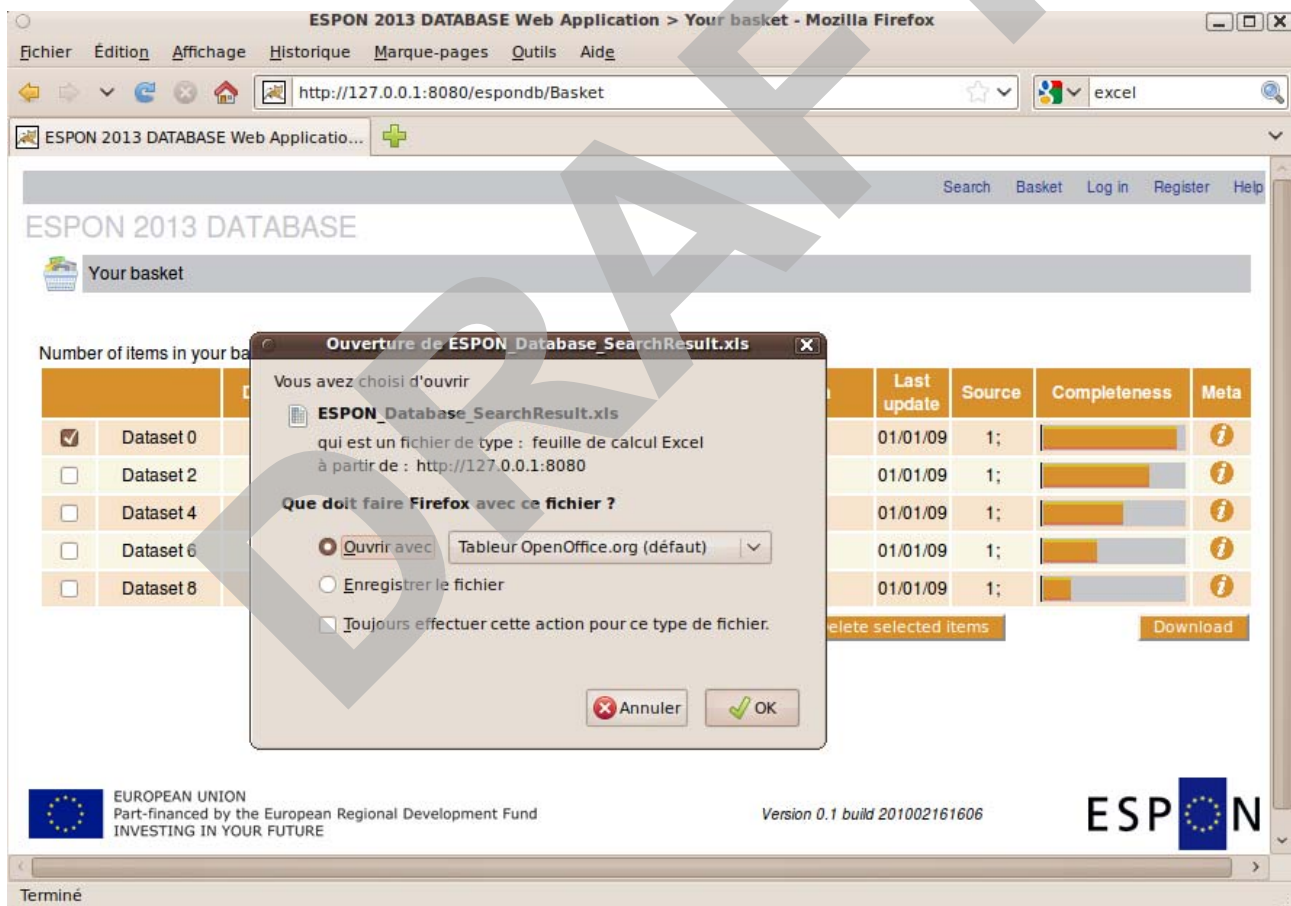 ESPON 2013 DATABASE Web Application > Your basket - Mozilla Firefox
Fichier Édition Affichage Historique Marque-pages Outils Aide
http://127.0.0.1:8080/espondb/Basket
excel
ESPON 2013 DATABASE Web Applicatio...
Search Basket Log in Register Help
ESPON 2013 DATABASE
Your basket
Number of items in your ba
Last update Source Completeness Meta
Dataset 0 01/01/09 1;
Dataset 2 01/01/09 1;
Dataset 4 01/01/09 1;
Dataset 6 01/01/09 1;
Dataset 8 01/01/09 1;
elete selected items Download
Ouverture de ESPON_Database_SearchResult.xls
Vous avez choisi d'ouvrir
ESPON_Database_SearchResult.xls
qui est un fichier de type : feuille de calcul Excel
à partir de : http://127.0.0.1:8080
Que doit faire Firefox avec ce fichier ?
Ouvrir avec Tableur OpenOffice.org (défaut)
Enregistrer le fichier
Toujours effectuer cette action pour ce type de fichier.
Annuler OK
EUROPEAN UNION
Part-financed by the European Regional Development Fund
INVESTING IN YOUR FUTURE
Version 0.1 build 201002161606
ESPON
Terminé
DRAF